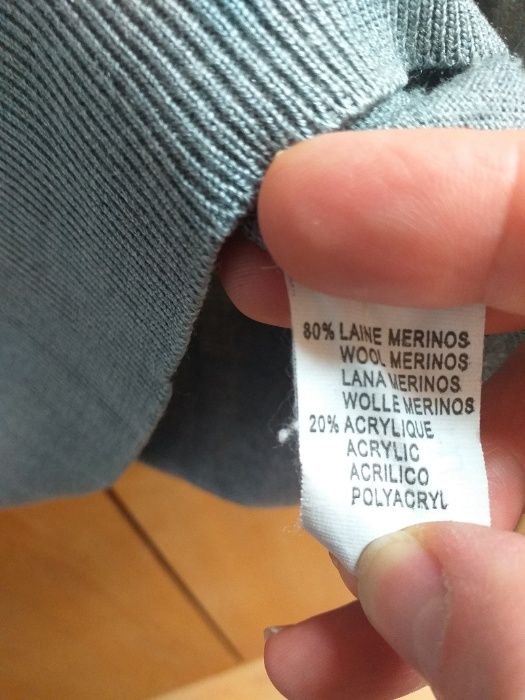 80% LAINE MERINOS
WOOL MERINOS
LANA MERINOS
WOLLE MERINOS
20% ACRYLIQUE
ACRYLIC
ACRILICO
POLYACRYL